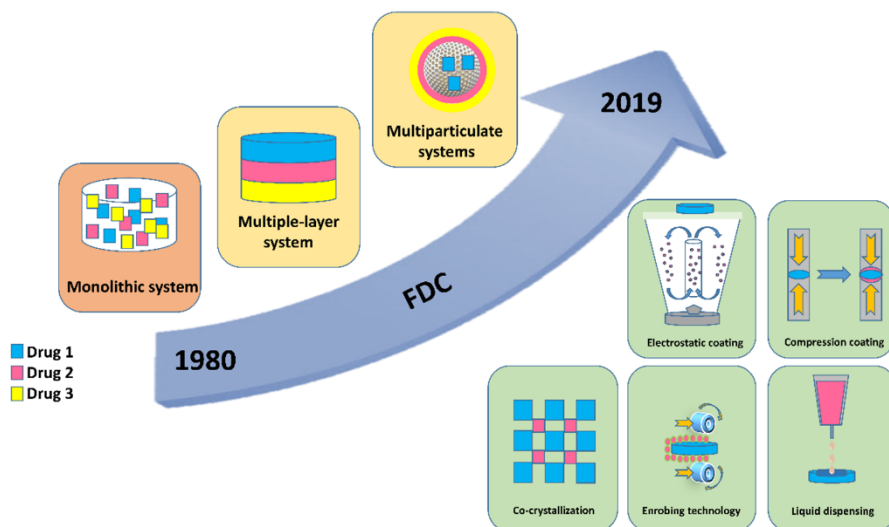 2019
Multiparticulate
systems
Multiple-layer
system
Monolithic system
FDC
1980
Drug 1
Drug 2
Drug 3
Electrostatic coating
Compression coating
Co-crystallization
Enrobing technology
Liquid dispensing